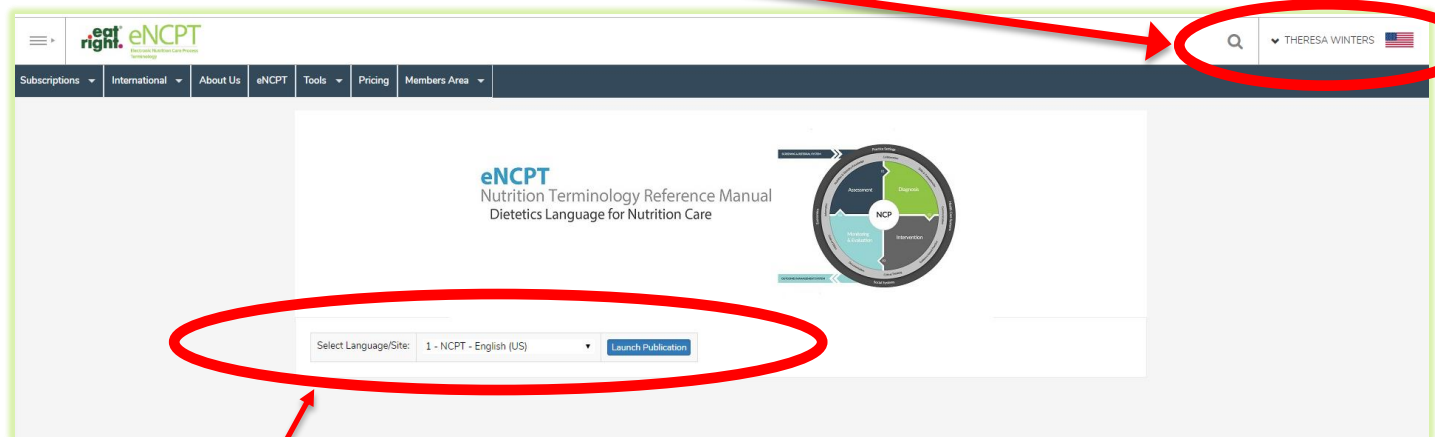 eat right. eNCPT
Electronic Nutrition Care Process
Terminology
THERESA WINTERS
Subscriptions International About Us eNCPT Tools Pricing Members Area
eNCPT
Nutrition Terminology Reference Manual
Dietetics Language for Nutrition Care
Assessment Diagnosis
NCP
Monitoring & Evaluation Intervention
Select Language/Site: 1 - NCPT - English (US) Launch Publication